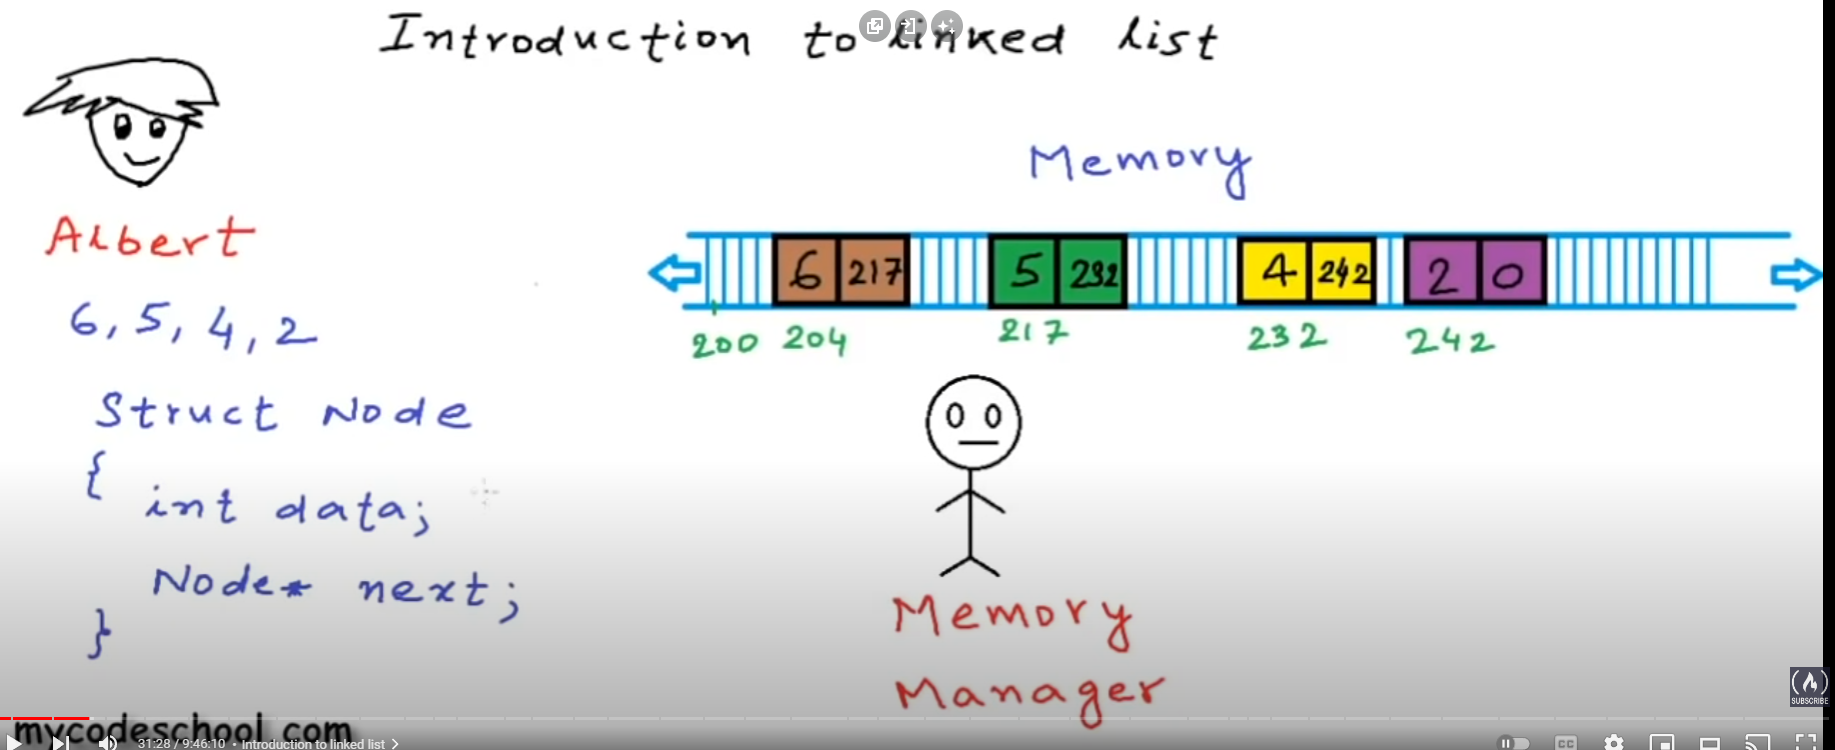 Introduction to linked list
Memory
Albert
6, 5, 4, 2
6 217
5 232
4 242
2 0
200 204 217 232 242
Struct Node
{
int data;
Node* next;
}
Memory
Manager
SUBSCRIBE
mycodeschool.com
31:28 / 9:46:10 • Introduction to linked list >
CC